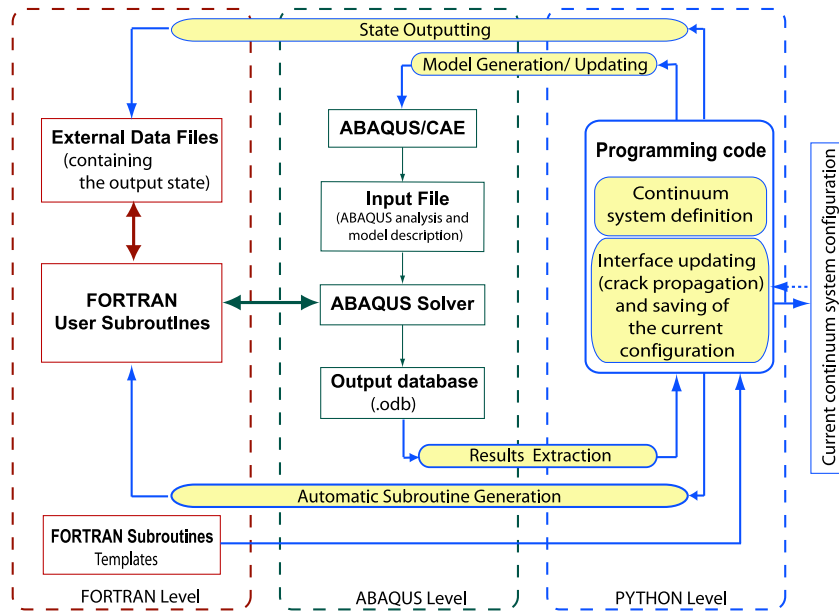 State Outputting
Model Generation/ Updating
External Data Files
(containing
the output state)
ABAQUS/CAE
Programming code
Input File
(ABAQUS analysis and
model description)
Continuum
system definition
FORTRAN
User Subroutines
ABAQUS Solver
Interface updating
(crack propagation)
and saving of
the current
configuration
Current continuum system configuration
Output database
(.odb)
Results Extraction
Automatic Subroutine Generation
FORTRAN Subroutines
Templates
FORTRAN Level
ABAQUS Level
PYTHON Level